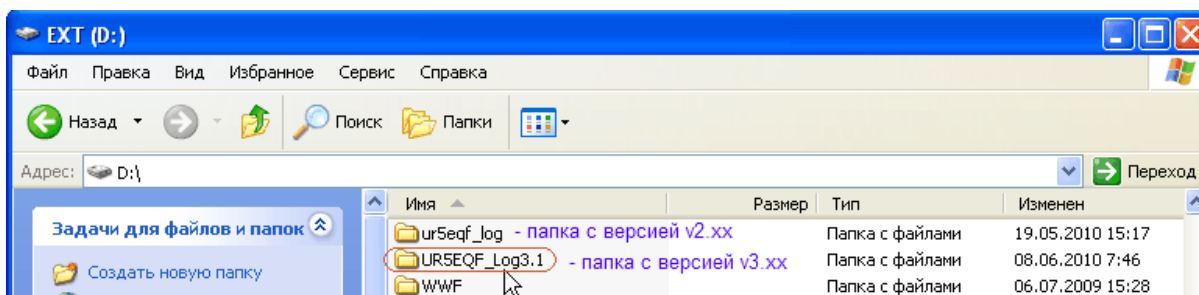 EXT (D:)
Файл Правка Вид Избранное Сервис Справка
Назад Поиск Папки
Адрес: D:\ Переход
Имя Размер Тип Изменен
Задачи для файлов и папок
ur5eqf_log - папка с версией v2.xx Папка с файлами 19.05.2010 15:17
UR5EQF_Log3.1 - папка с версией v3.xx Папка с файлами 08.06.2010 7:46
Создать новую папку
WWF Папка с файлами 06.07.2009 15:28